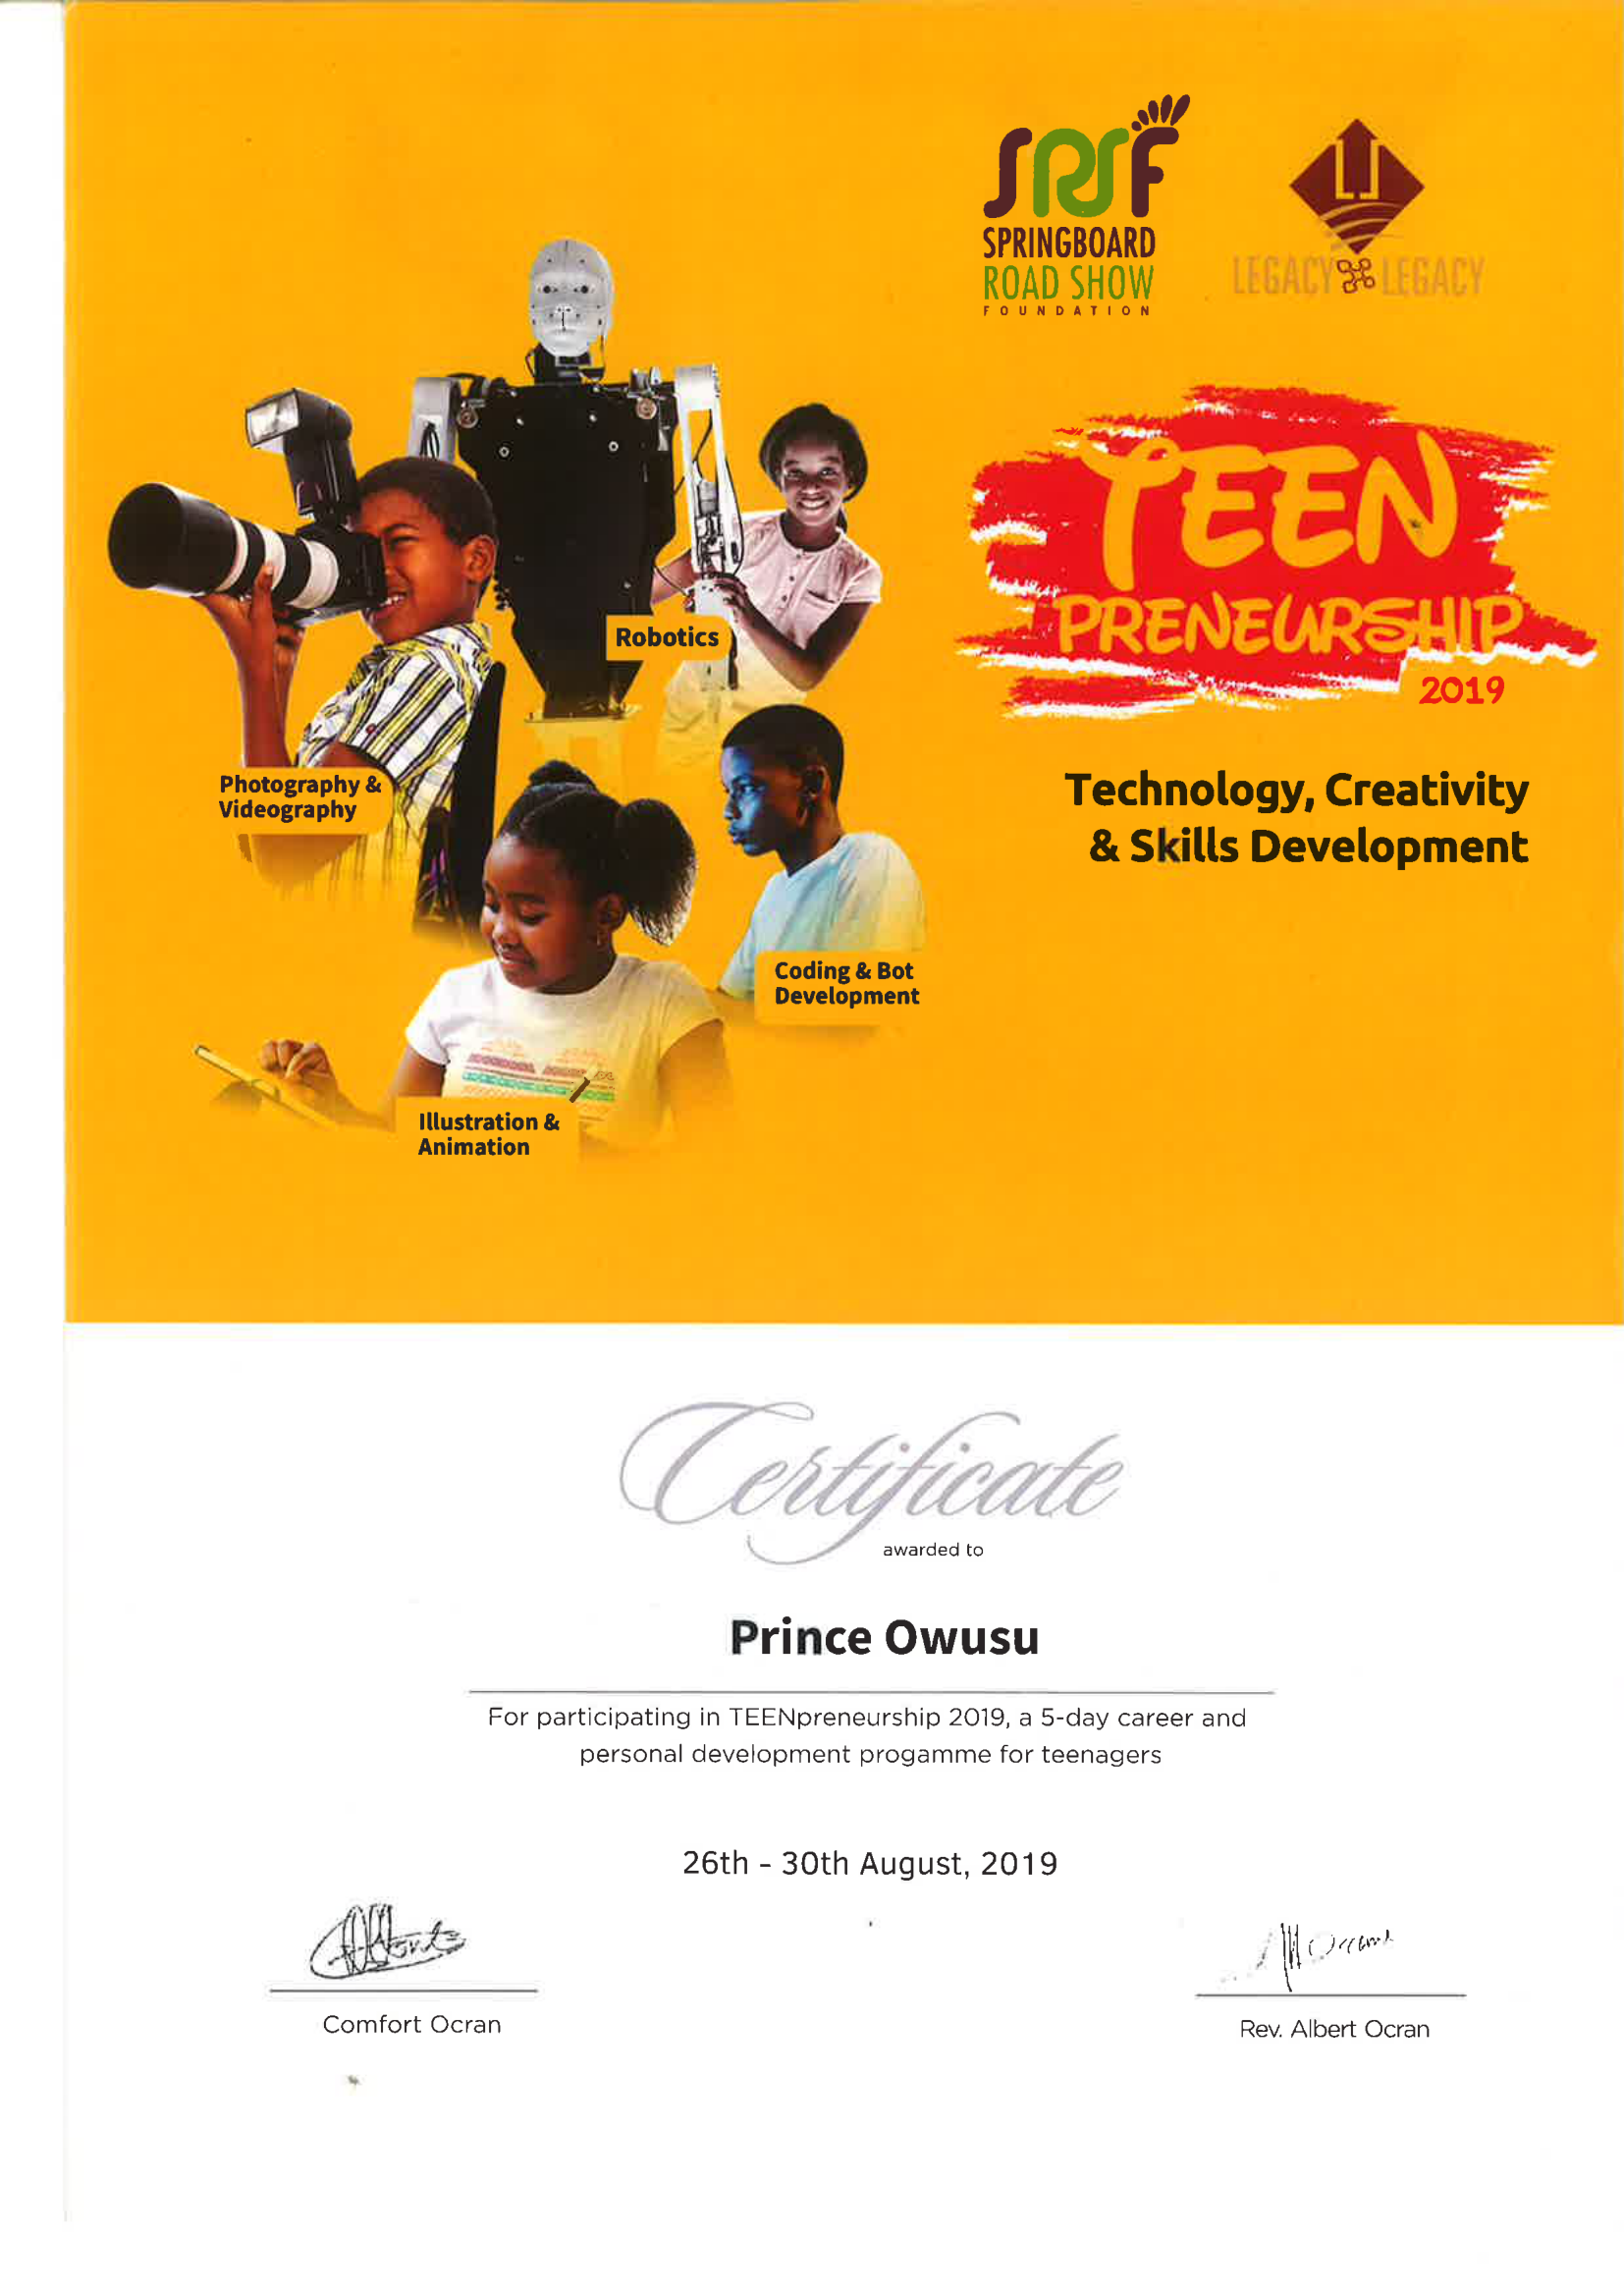 SRSF
SPRINGBOARD
ROAD SHOW
FOUNDATION
LEGACY & LEGACY
TEEN
PRENEURSHIP
2019
Technology, Creativity
& Skills Development
Robotics
Photography &
Videography
Coding & Bot
Development
Illustration &
Animation
Certificate
awarded to
Prince Owusu
For participating in TEENpreneurship 2019, a 5-day career and
personal development progamme for teenagers
26th - 30th August, 2019
Comfort Ocran
Rev. Albert Ocran